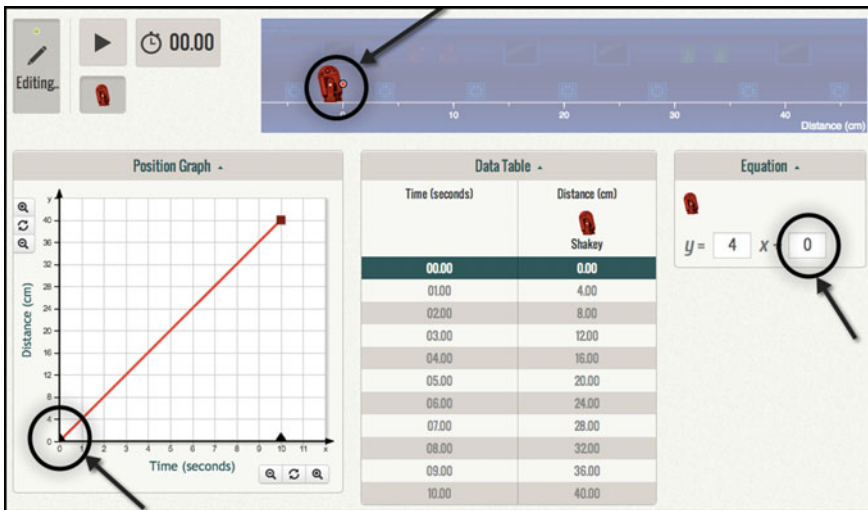 00.00
Editing..
0 10 20 30 40
Distance (cm)
Position Graph
y
40
36
32
28
24
20
16
12
8
4
0
Distance (cm)
0 1 2 3 4 5 6 7 8 9 10 11 x
Time (seconds)
Data Table
Time (seconds) Distance (cm)
Shakey
00.00 0.00
01.00 4.00
02.00 8.00
03.00 12.00
04.00 16.00
05.00 20.00
06.00 24.00
07.00 28.00
08.00 32.00
09.00 36.00
10.00 40.00
Equation
y = 4 x + 0